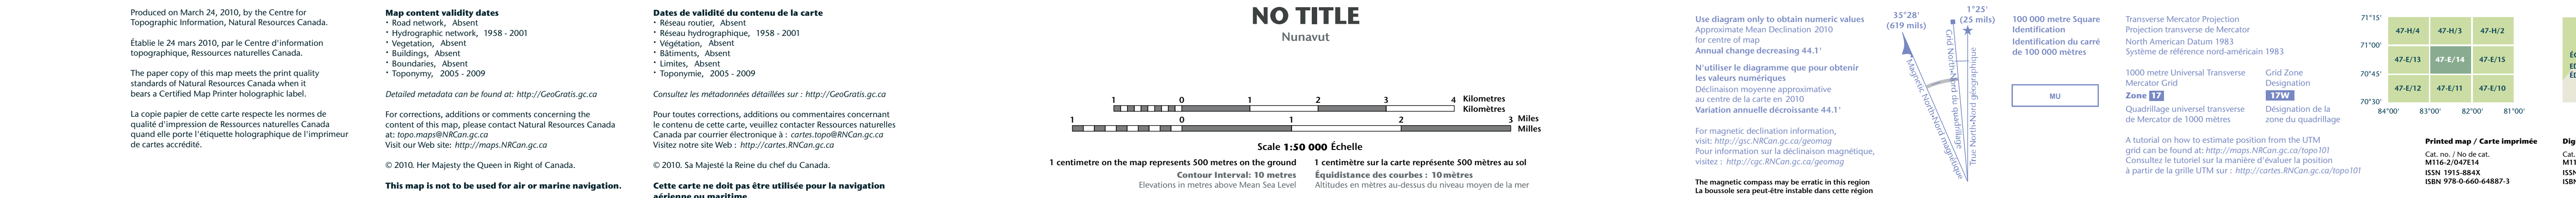 Produced on March 24, 2010, by the Centre for
Topographic Information, Natural Resources Canada.
Établie le 24 mars 2010, par le Centre d'information
topographique, Ressources naturelles Canada.
The paper copy of this map meets the print quality
standards of Natural Resources Canada when it
bears a Certified Map Printer holographic label.
La copie papier de cette carte respecte les normes de
qualité d'impression de Ressources naturelles Canada
quand elle porte l'étiquette holographique de l'imprimeur
de cartes accrédité.
Map content validity dates
· Road network, Absent
· Hydrographic network, 1958 - 2001
· Vegetation, Absent
· Buildings, Absent
· Boundaries, Absent
· Toponymy, 2005 - 2009
Detailed metadata can be found at: http://GeoGratis.gc.ca
For corrections, additions or comments concerning the
content of this map, please contact Natural Resources Canada
at: topo.maps@NRCan.gc.ca
Visit our Web site: http://maps.NRCan.gc.ca
© 2010. Her Majesty the Queen in Right of Canada.
This map is not to be used for air or marine navigation.
Dates de validité du contenu de la carte
· Réseau routier, Absent
· Réseau hydrographique, 1958 - 2001
· Végétation, Absent
· Bâtiments, Absent
· Limites, Absent
· Toponymie, 2005 - 2009
Consultez les métadonnées détaillées sur : http://GeoGratis.gc.ca
Pour toutes corrections, additions ou commentaires concernant
le contenu de cette carte, veuillez contacter Ressources naturelles
Canada par courrier électronique à : cartes.topo@RNCan.gc.ca
Visitez notre site Web : http://cartes.RNCan.gc.ca
© 2010. Sa Majesté la Reine du chef du Canada.
Cette carte ne doit pas être utilisée pour la navigation
aérienne ou maritime.
NO TITLE
Nunavut
1 0 1 2 3 4 Kilometres
Kilomètres
1 0 1 2 3 Miles
Milles
Scale 1:50 000 Échelle
1 centimetre on the map represents 500 metres on the ground
1 centimètre sur la carte représente 500 mètres au sol
Contour Interval: 10 metres
Elevations in metres above Mean Sea Level
Équidistance des courbes : 10 mètres
Altitudes en mètres au-dessus du niveau moyen de la mer
Use diagram only to obtain numeric values
Approximate Mean Declination 2010
for centre of map
Annual change decreasing 44.1'
N'utiliser le diagramme que pour obtenir
les valeurs numériques
Déclinaison moyenne approximative
au centre de la carte en 2010
Variation annuelle décroissante 44.1'
For magnetic declination information,
visit: http://gsc.NRCan.gc.ca/geomag
Pour information sur la déclinaison magnétique,
visitez : http://cgc.RNCan.gc.ca/geomag
The magnetic compass may be erratic in this region
La boussole sera peut-être instable dans cette région
35°28'
(619 mils)
1°25'
(25 mils)
Magnetic North•Nord magnétique
Grid North•Nord du quadrillage
True North•Nord géographique
100 000 metre Square
Identification
Identification du carré
de 100 000 mètres
MU
Transverse Mercator Projection
Projection transverse de Mercator
North American Datum 1983
Système de référence nord-américain 1983
1000 metre Universal Transverse
Mercator Grid
Zone 17
Quadrillage universel transverse
de Mercator de 1000 mètres
Grid Zone
Designation
17W
Désignation de la
zone du quadrillage
A tutorial on how to estimate position from the UTM
grid can be found at: http://maps.NRCan.gc.ca/topo101
Consultez le tutoriel sur la manière d'évaluer la position
à partir de la grille UTM sur : http://cartes.RNCan.gc.ca/topo101
71°15'
47-H/4 47-H/3 47-H/2
71°00'
47-E/13 47-E/14 47-E/15
70°45'
47-E/12 47-E/11 47-E/10
70°30'
84°00' 83°00' 82°00' 81°00'
Printed map / Carte imprimée
Cat. no. / No de cat.
M116-2/047E14
ISSN 1915-884X
ISBN 978-0-660-64887-3
Dig
Cat.
ISSN
ISBN